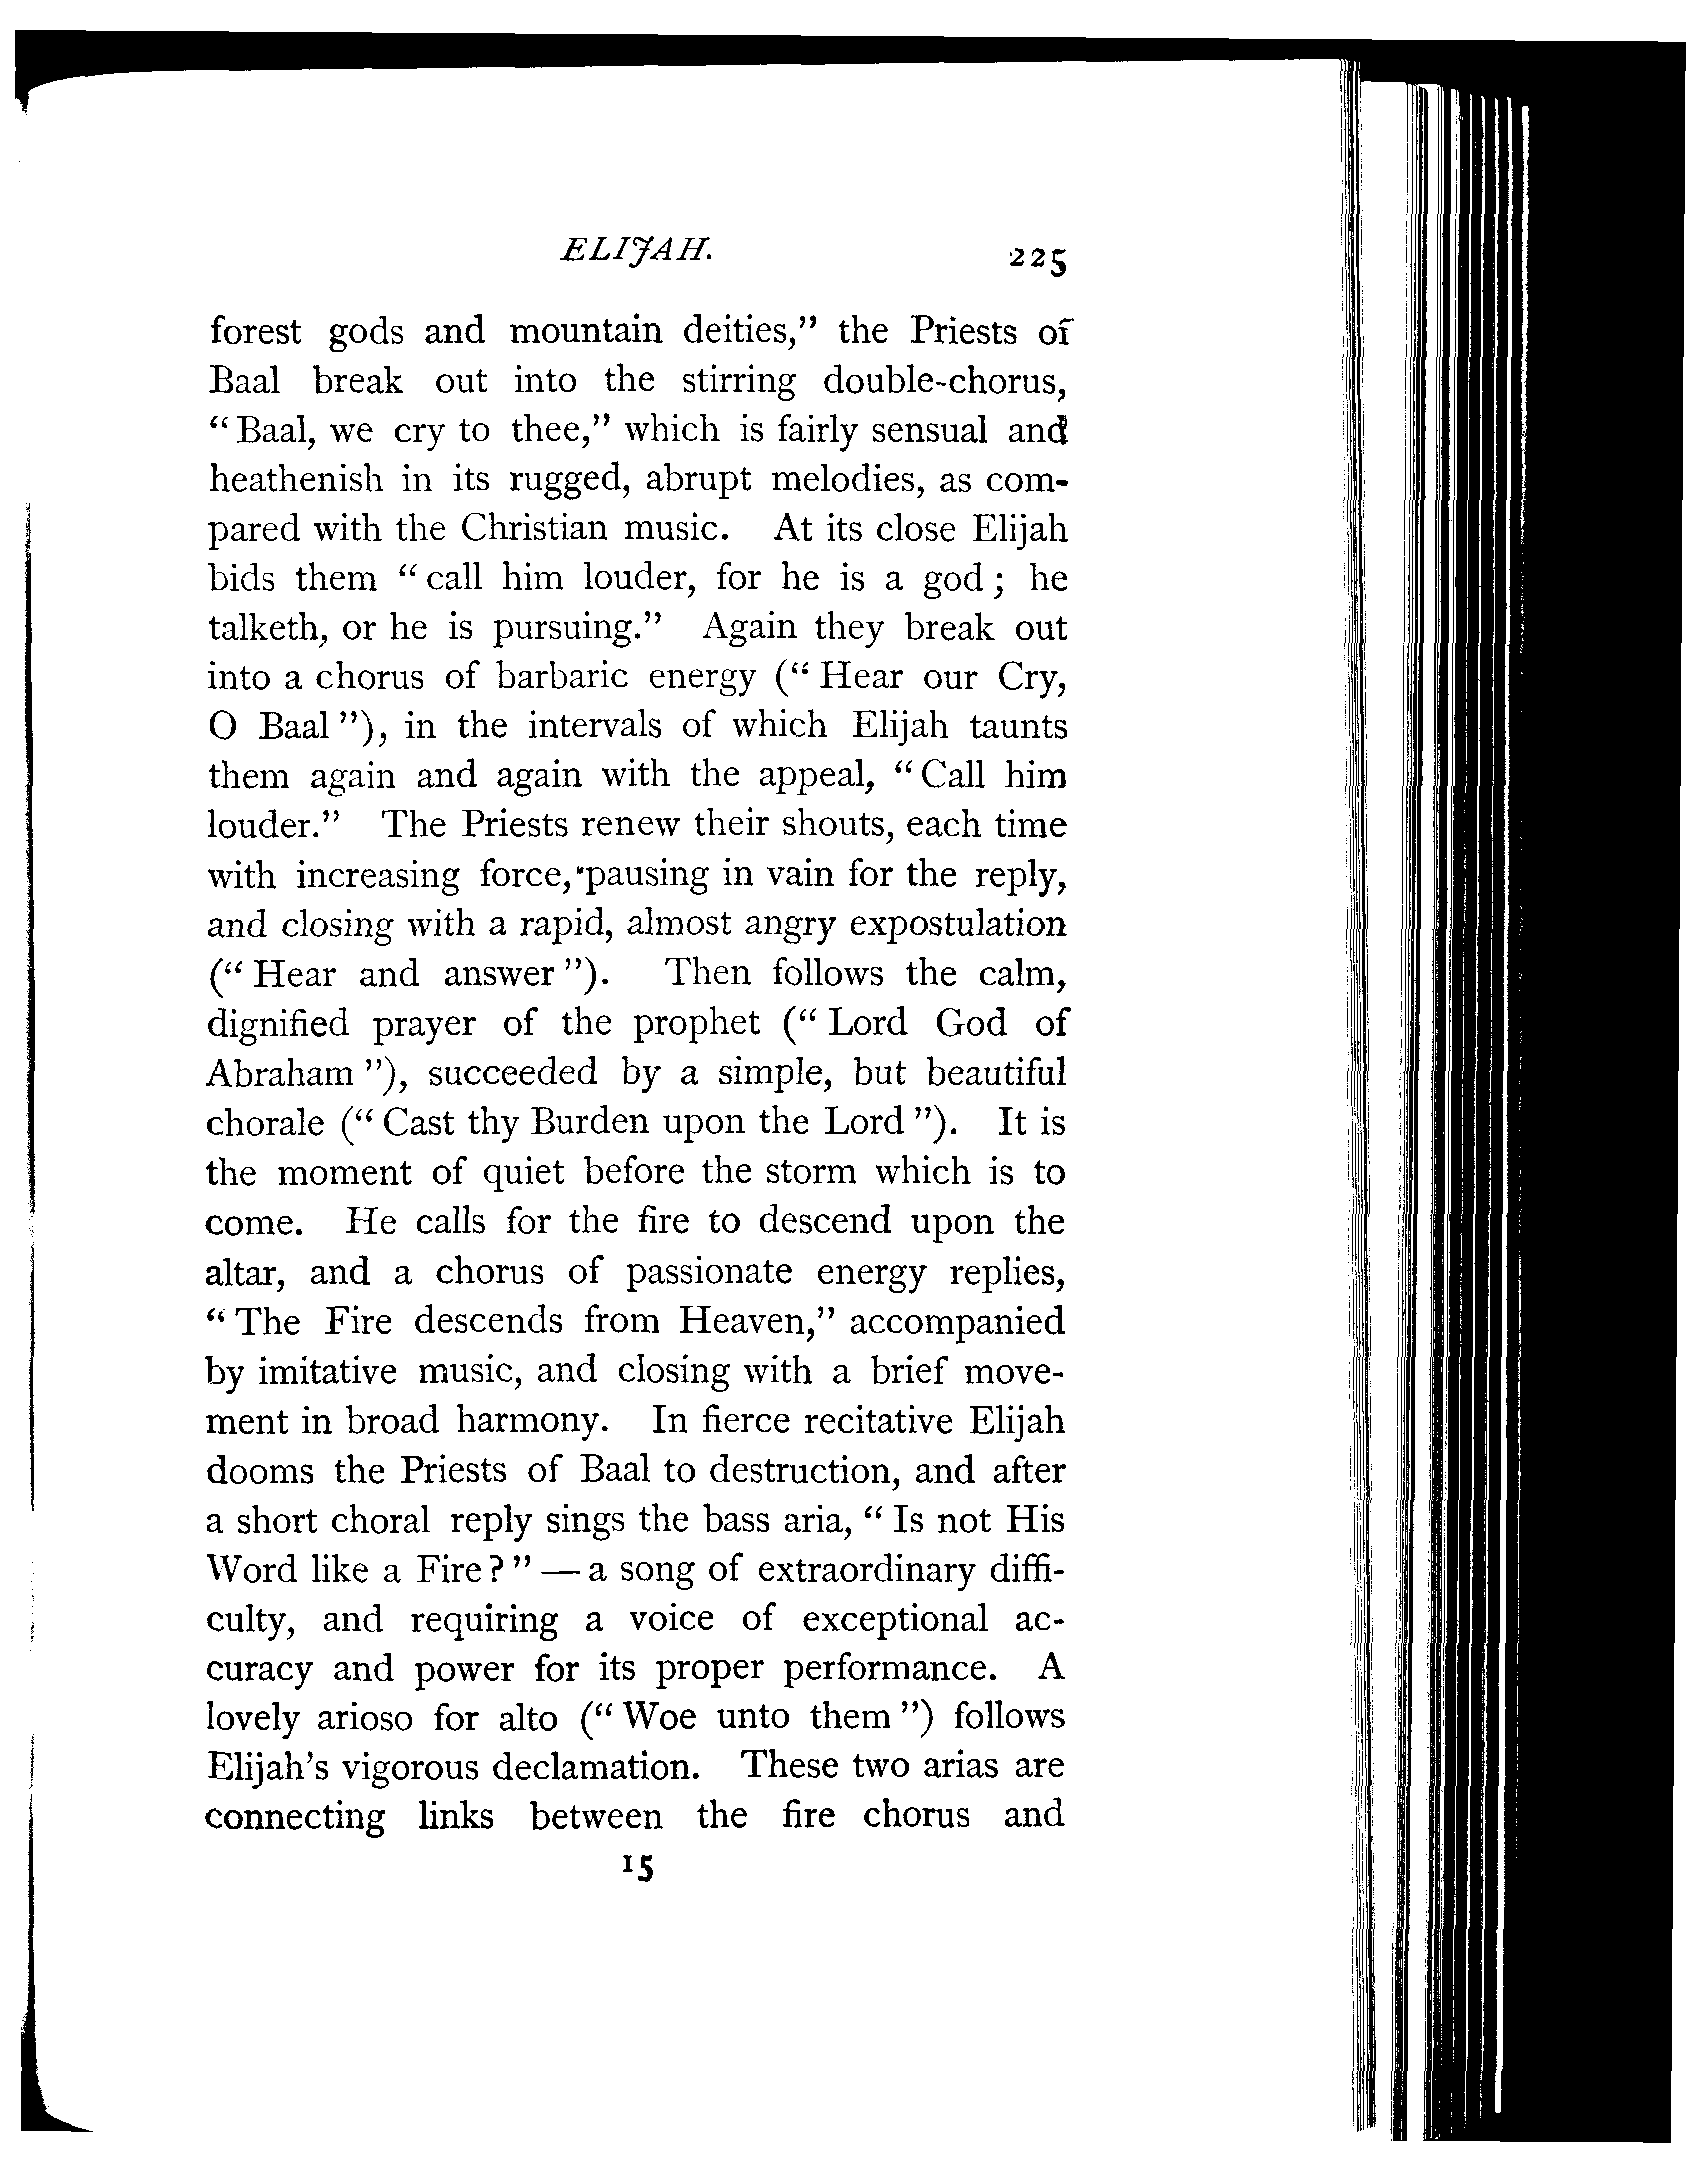 ELIJAH. 225
forest gods and mountain deities," the Priests of
Baal break out into the stirring double-chorus,
"Baal, we cry to thee," which is fairly sensual and
heathenish in its rugged, abrupt melodies, as com-
pared with the Christian music. At its close Elijah
bids them "call him louder, for he is a god; he
talketh, or he is pursuing." Again they break out
into a chorus of barbaric energy ("Hear our Cry,
O Baal"), in the intervals of which Elijah taunts
them again and again with the appeal, "Call him
louder." The Priests renew their shouts, each time
with increasing force, pausing in vain for the reply,
and closing with a rapid, almost angry expostulation
("Hear and answer"). Then follows the calm,
dignified prayer of the prophet ("Lord God of
Abraham"), succeeded by a simple, but beautiful
chorale ("Cast thy Burden upon the Lord"). It is
the moment of quiet before the storm which is to
come. He calls for the fire to descend upon the
altar, and a chorus of passionate energy replies,
"The Fire descends from Heaven," accompanied
by imitative music, and closing with a brief move-
ment in broad harmony. In fierce recitative Elijah
dooms the Priests of Baal to destruction, and after
a short choral reply sings the bass aria, "Is not His
Word like a Fire?" — a song of extraordinary diffi-
culty, and requiring a voice of exceptional ac-
curacy and power for its proper performance. A
lovely arioso for alto ("Woe unto them") follows
Elijah's vigorous declamation. These two arias are
connecting links between the fire chorus and
15